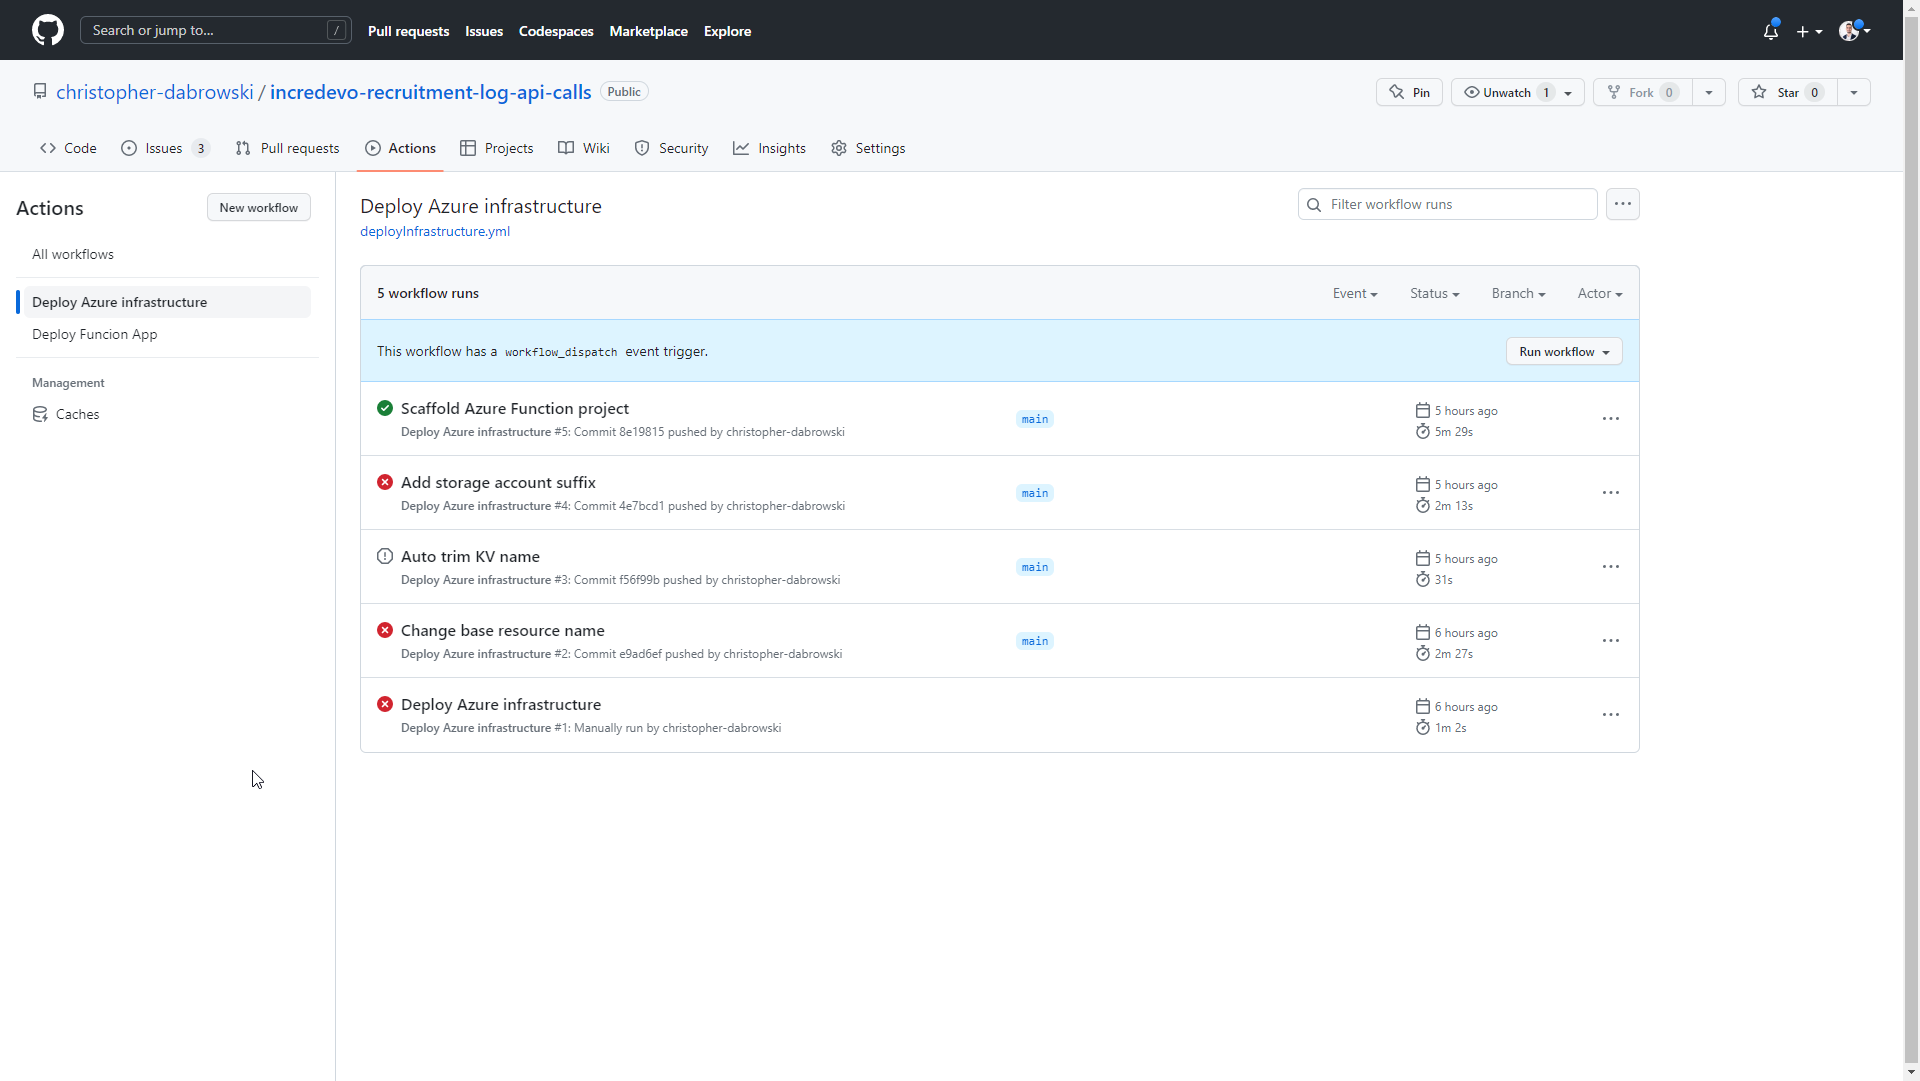 Search or jump to... /
Pull requests Issues Codespaces Marketplace Explore
christopher-dabrowski / incredevo-recruitment-log-api-calls Public
Pin Unwatch 1 Fork 0 Star 0
Code Issues 3 Pull requests Actions Projects Wiki Security Insights Settings
Actions
New workflow
All workflows
Deploy Azure infrastructure
Deploy Funcion App
Management
Caches
Deploy Azure infrastructure
deployInfrastructure.yml
Filter workflow runs
5 workflow runs
Event Status Branch Actor
This workflow has a workflow_dispatch event trigger.
Run workflow
Scaffold Azure Function project
Deploy Azure infrastructure #5: Commit 8e19815 pushed by christopher-dabrowski
main
5 hours ago
5m 29s
Add storage account suffix
Deploy Azure infrastructure #4: Commit 4e7bcd1 pushed by christopher-dabrowski
main
5 hours ago
2m 13s
Auto trim KV name
Deploy Azure infrastructure #3: Commit f56f99b pushed by christopher-dabrowski
main
5 hours ago
31s
Change base resource name
Deploy Azure infrastructure #2: Commit e9ad6ef pushed by christopher-dabrowski
main
6 hours ago
2m 27s
Deploy Azure infrastructure
Deploy Azure infrastructure #1: Manually run by christopher-dabrowski
6 hours ago
1m 2s